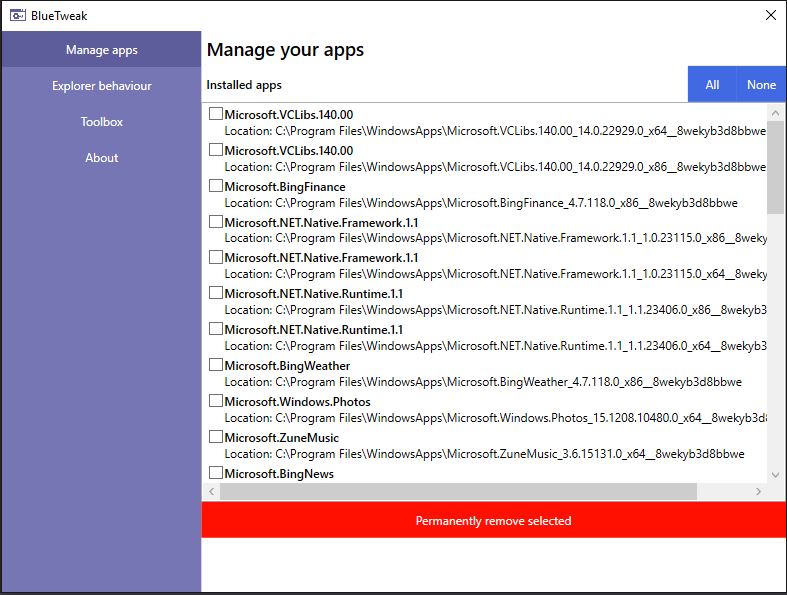 BlueTweak
Manage apps
Explorer behaviour
Toolbox
About
Manage your apps
Installed apps
All
None
Microsoft.VCLibs.140.00
Location: C:\Program Files\WindowsApps\Microsoft.VCLibs.140.00_14.0.22929.0_x64__8wekyb3d8bbwe
Microsoft.VCLibs.140.00
Location: C:\Program Files\WindowsApps\Microsoft.VCLibs.140.00_14.0.22929.0_x86__8wekyb3d8bbwe
Microsoft.BingFinance
Location: C:\Program Files\WindowsApps\Microsoft.BingFinance_4.7.118.0_x86__8wekyb3d8bbwe
Microsoft.NET.Native.Framework.1.1
Location: C:\Program Files\WindowsApps\Microsoft.NET.Native.Framework.1.1_1.0.23115.0_x86__8weky
Microsoft.NET.Native.Framework.1.1
Location: C:\Program Files\WindowsApps\Microsoft.NET.Native.Framework.1.1_1.0.23115.0_x64__8weky
Microsoft.NET.Native.Runtime.1.1
Location: C:\Program Files\WindowsApps\Microsoft.NET.Native.Runtime.1.1_1.1.23406.0_x86__8wekyb3
Microsoft.NET.Native.Runtime.1.1
Location: C:\Program Files\WindowsApps\Microsoft.NET.Native.Runtime.1.1_1.1.23406.0_x64__8wekyb3
Microsoft.BingWeather
Location: C:\Program Files\WindowsApps\Microsoft.BingWeather_4.7.118.0_x86__8wekyb3d8bbwe
Microsoft.Windows.Photos
Location: C:\Program Files\WindowsApps\Microsoft.Windows.Photos_15.1208.10480.0_x64__8wekyb3d8
Microsoft.ZuneMusic
Location: C:\Program Files\WindowsApps\Microsoft.ZuneMusic_3.6.15131.0_x64__8wekyb3d8bbwe
Microsoft.BingNews
Permanently remove selected